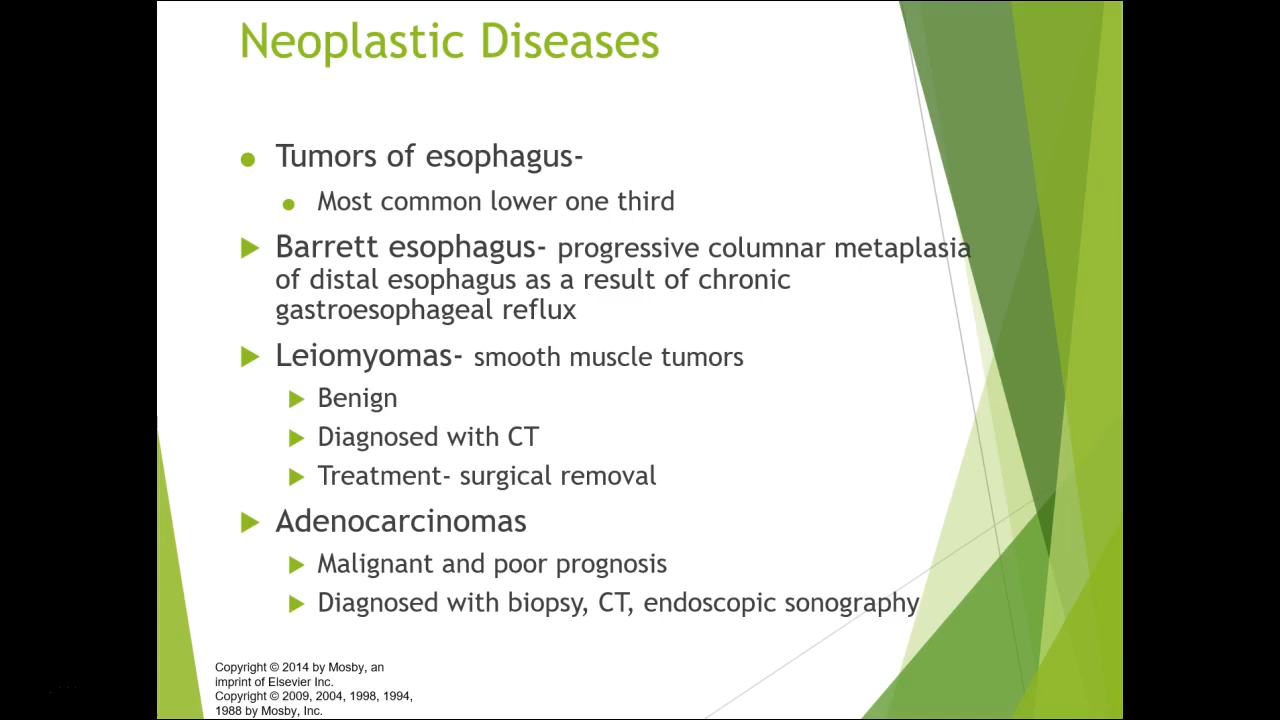 Neoplastic Diseases
Tumors of esophagus-
Most common lower one third
Barrett esophagus- progressive columnar metaplasia
of distal esophagus as a result of chronic
gastroesophageal reflux
Leiomyomas- smooth muscle tumors
Benign
Diagnosed with CT
Treatment- surgical removal
Adenocarcinomas
Malignant and poor prognosis
Diagnosed with biopsy, CT, endoscopic sonography
Copyright © 2014 by Mosby, an
imprint of Elsevier Inc.
Copyright © 2009, 2004, 1998, 1994,
1988 by Mosby, Inc.